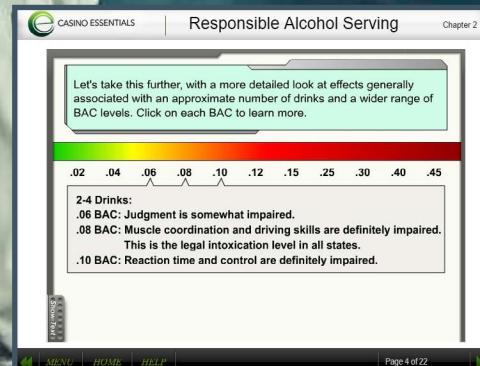 CASINO ESSENTIALS
Responsible Alcohol Serving
Chapter 2
Let's take this further, with a more detailed look at effects generally
associated with an approximate number of drinks and a wider range of
BAC levels. Click on each BAC to learn more.
.02 .04 .06 .08 .10 .12 .15 .25 .30 .40 .45
2-4 Drinks:
.06 BAC: Judgment is somewhat impaired.
.08 BAC: Muscle coordination and driving skills are definitely impaired.
This is the legal intoxication level in all states.
.10 BAC: Reaction time and control are definitely impaired.
Show Text
MENU HOME HELP Page 4 of 22